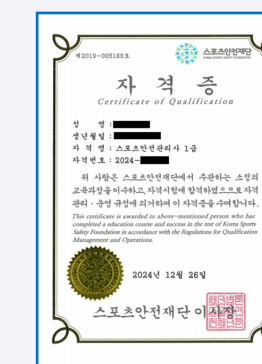 제2019-005169호
스포츠안전재단
KOREA SPORTS SAFETY FOUNDATION
자 격 증
Certificate of Qualification
성 명 :
생년월일 :
자 격 명 : 스포츠안전관리사 1급
자격번호 : 2024-
위 사람은 스포츠안전재단에서 주관하는 소정의
교육과정을 이수하고, 자격시험에 합격하였으므로 자격
관리 · 운영 규정에 의거하여 이 자격증을 수여합니다.
This certificate is awarded to above-mentioned person who has
completed a education course and success in the test of Korea Sports
Safety Foundation in accordance with the Regulations for Qualification
Management and Operations.
2024년 12월 26일
스포츠안전재단 이사장